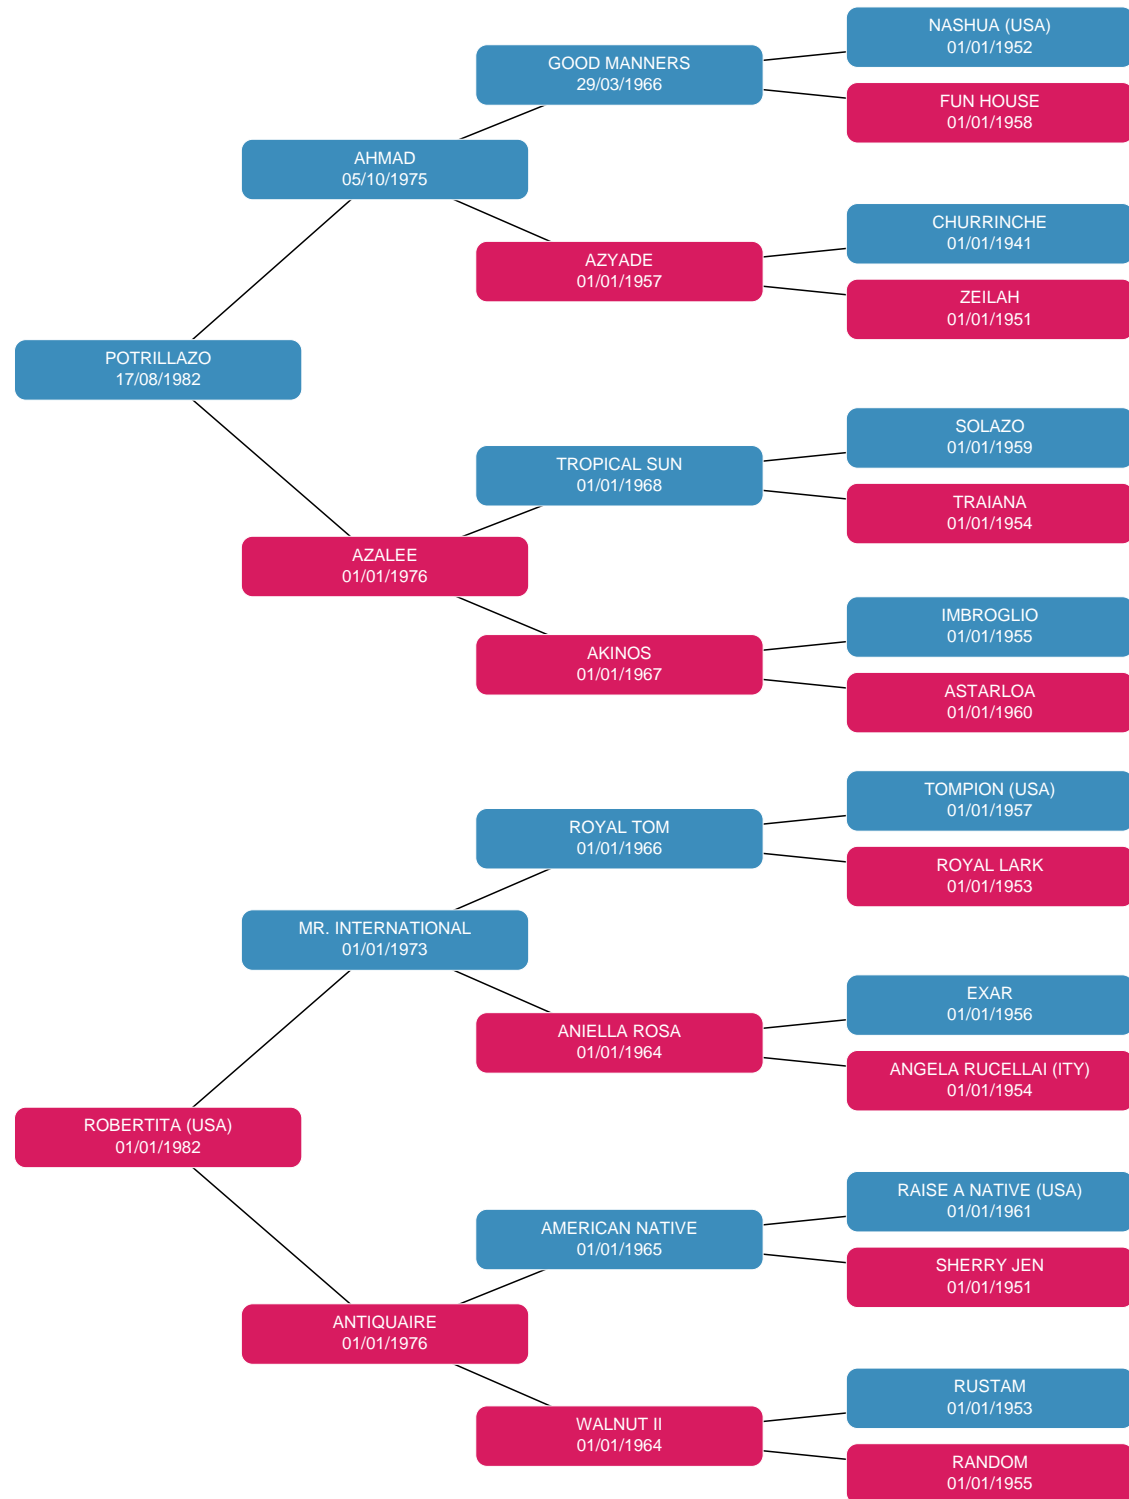 NASHUA (USA)
01/01/1952
GOOD MANNERS
29/03/1966
FUN HOUSE
01/01/1958
AHMAD
05/10/1975
CHURRINCHE
01/01/1941
AZYADE
01/01/1957
ZEILAH
01/01/1951
POTRILLAZO
17/08/1982
SOLAZO
01/01/1959
TROPICAL SUN
01/01/1968
TRAIANA
01/01/1954
AZALEE
01/01/1976
IMBROGLIO
01/01/1955
AKINOS
01/01/1967
ASTARLOA
01/01/1960
TOMPION (USA)
01/01/1957
ROYAL TOM
01/01/1966
ROYAL LARK
01/01/1953
MR. INTERNATIONAL
01/01/1973
EXAR
01/01/1956
ANIELLA ROSA
01/01/1964
ANGELA RUCELLAI (ITY)
01/01/1954
ROBERTITA (USA)
01/01/1982
RAISE A NATIVE (USA)
01/01/1961
AMERICAN NATIVE
01/01/1965
SHERRY JEN
01/01/1951
ANTIQUAIRE
01/01/1976
RUSTAM
01/01/1953
WALNUT II
01/01/1964
RANDOM
01/01/1955